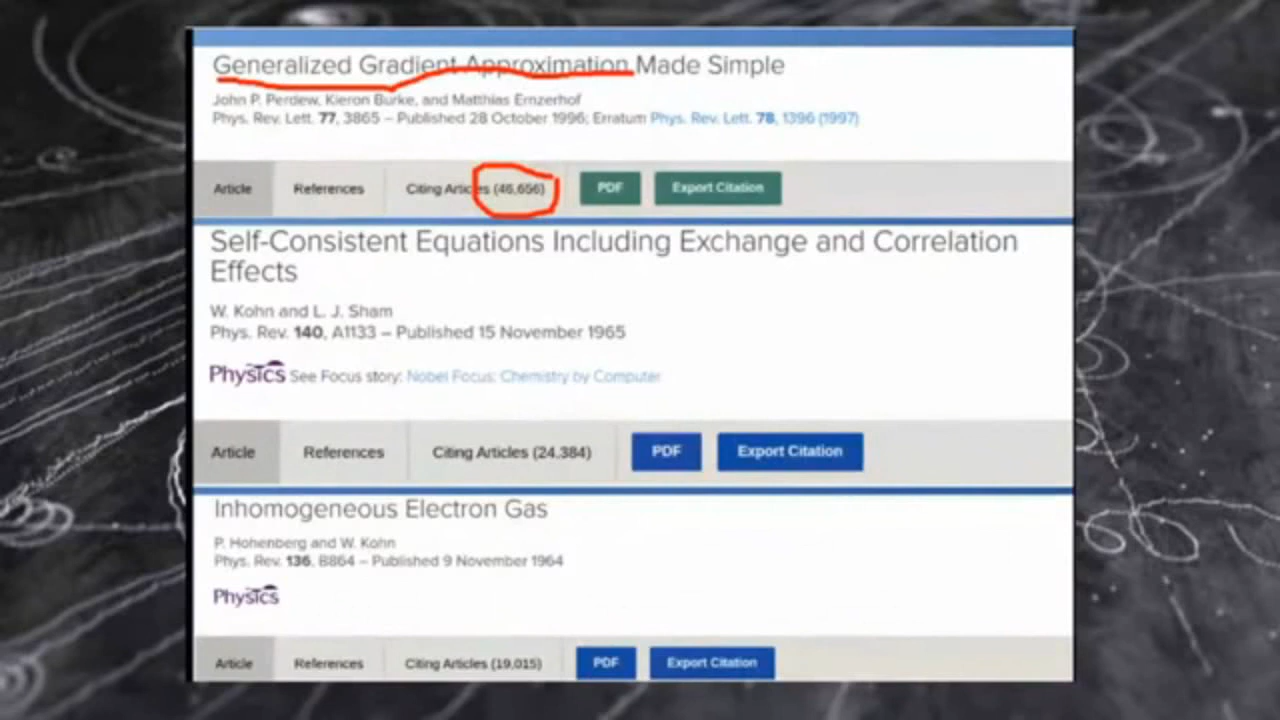 Generalized Gradient Approximation Made Simple
John P. Perdew, Kieron Burke, and Matthias Ernzerhof
Phys. Rev. Lett. 77, 3865 – Published 28 October 1996; Erratum Phys. Rev. Lett. 78, 1396 (1997)
Article References Citing Articles (46,656) PDF Export Citation
Self-Consistent Equations Including Exchange and Correlation
Effects
W. Kohn and L. J. Sham
Phys. Rev. 140, A1133 – Published 15 November 1965
Physics See Focus story: Nobel Focus: Chemistry by Computer
Article References Citing Articles (24,384) PDF Export Citation
Inhomogeneous Electron Gas
P. Hohenberg and W. Kohn
Phys. Rev. 136, B864 – Published 9 November 1964
Physics
Article References Citing Articles (19,015) PDF Export Citation